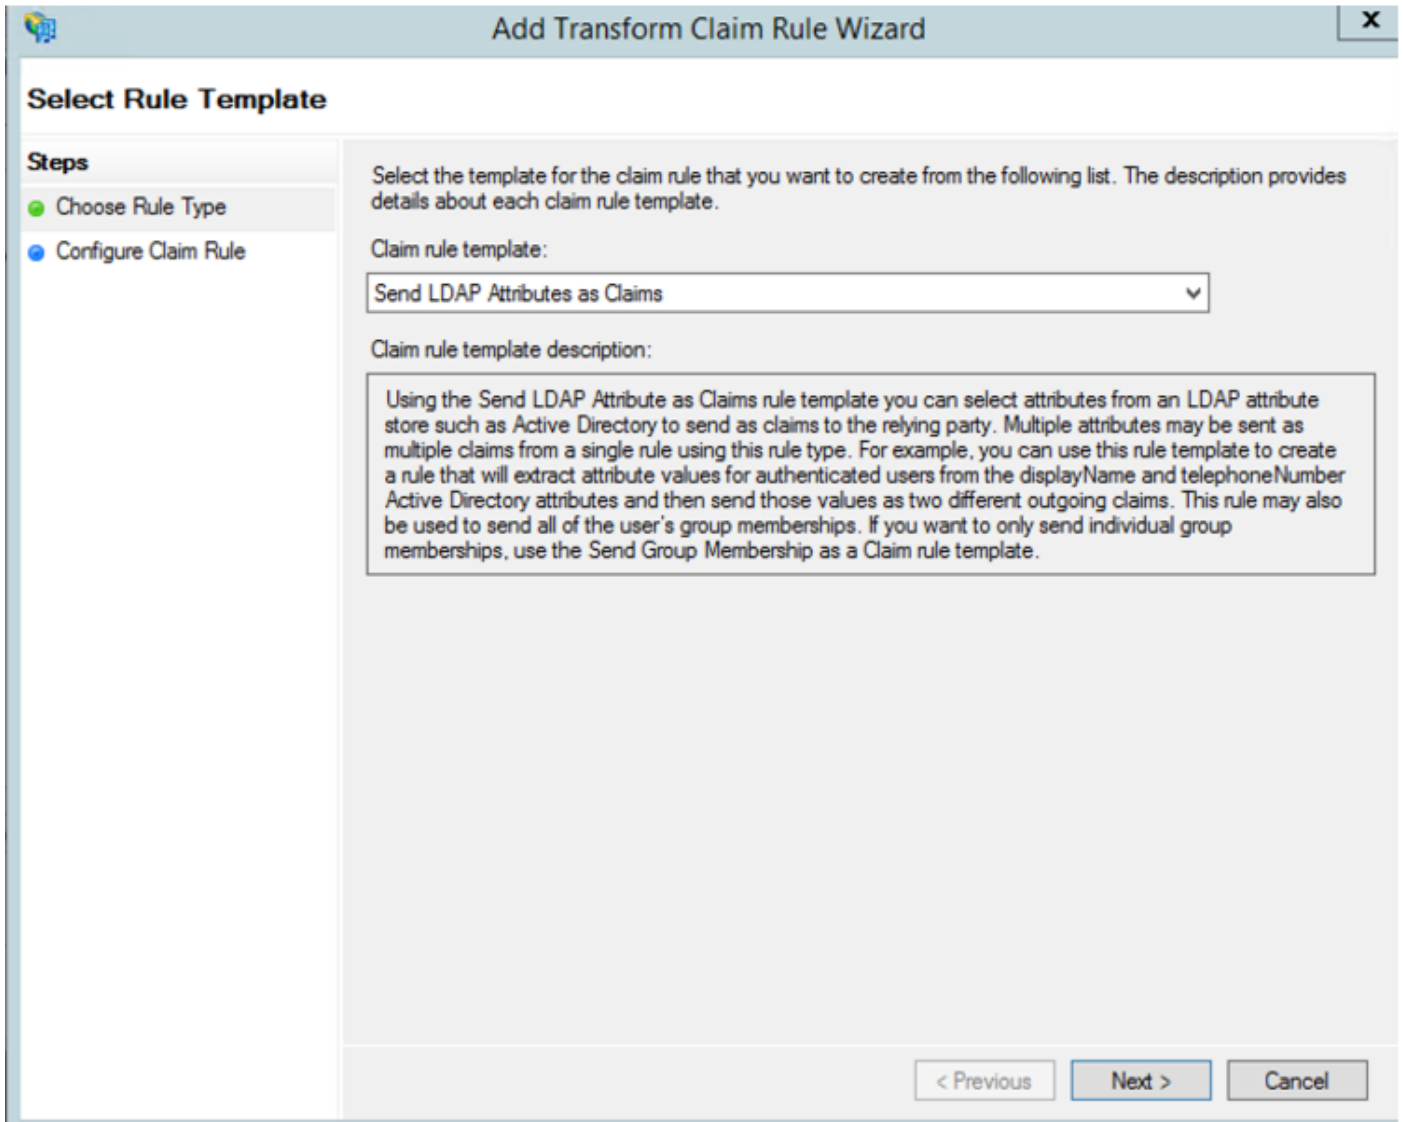 Add Transform Claim Rule Wizard
x
Select Rule Template
Steps
Choose Rule Type
Configure Claim Rule
Select the template for the claim rule that you want to create from the following list. The description provides
details about each claim rule template.
Claim rule template:
Send LDAP Attributes as Claims
Claim rule template description:
Using the Send LDAP Attribute as Claims rule template you can select attributes from an LDAP attribute
store such as Active Directory to send as claims to the relying party. Multiple attributes may be sent as
multiple claims from a single rule using this rule type. For example, you can use this rule template to create
a rule that will extract attribute values for authenticated users from the displayName and telephoneNumber
Active Directory attributes and then send those values as two different outgoing claims. This rule may also
be used to send all of the user's group memberships. If you want to only send individual group
memberships, use the Send Group Membership as a Claim rule template.
< Previous
Next >
Cancel